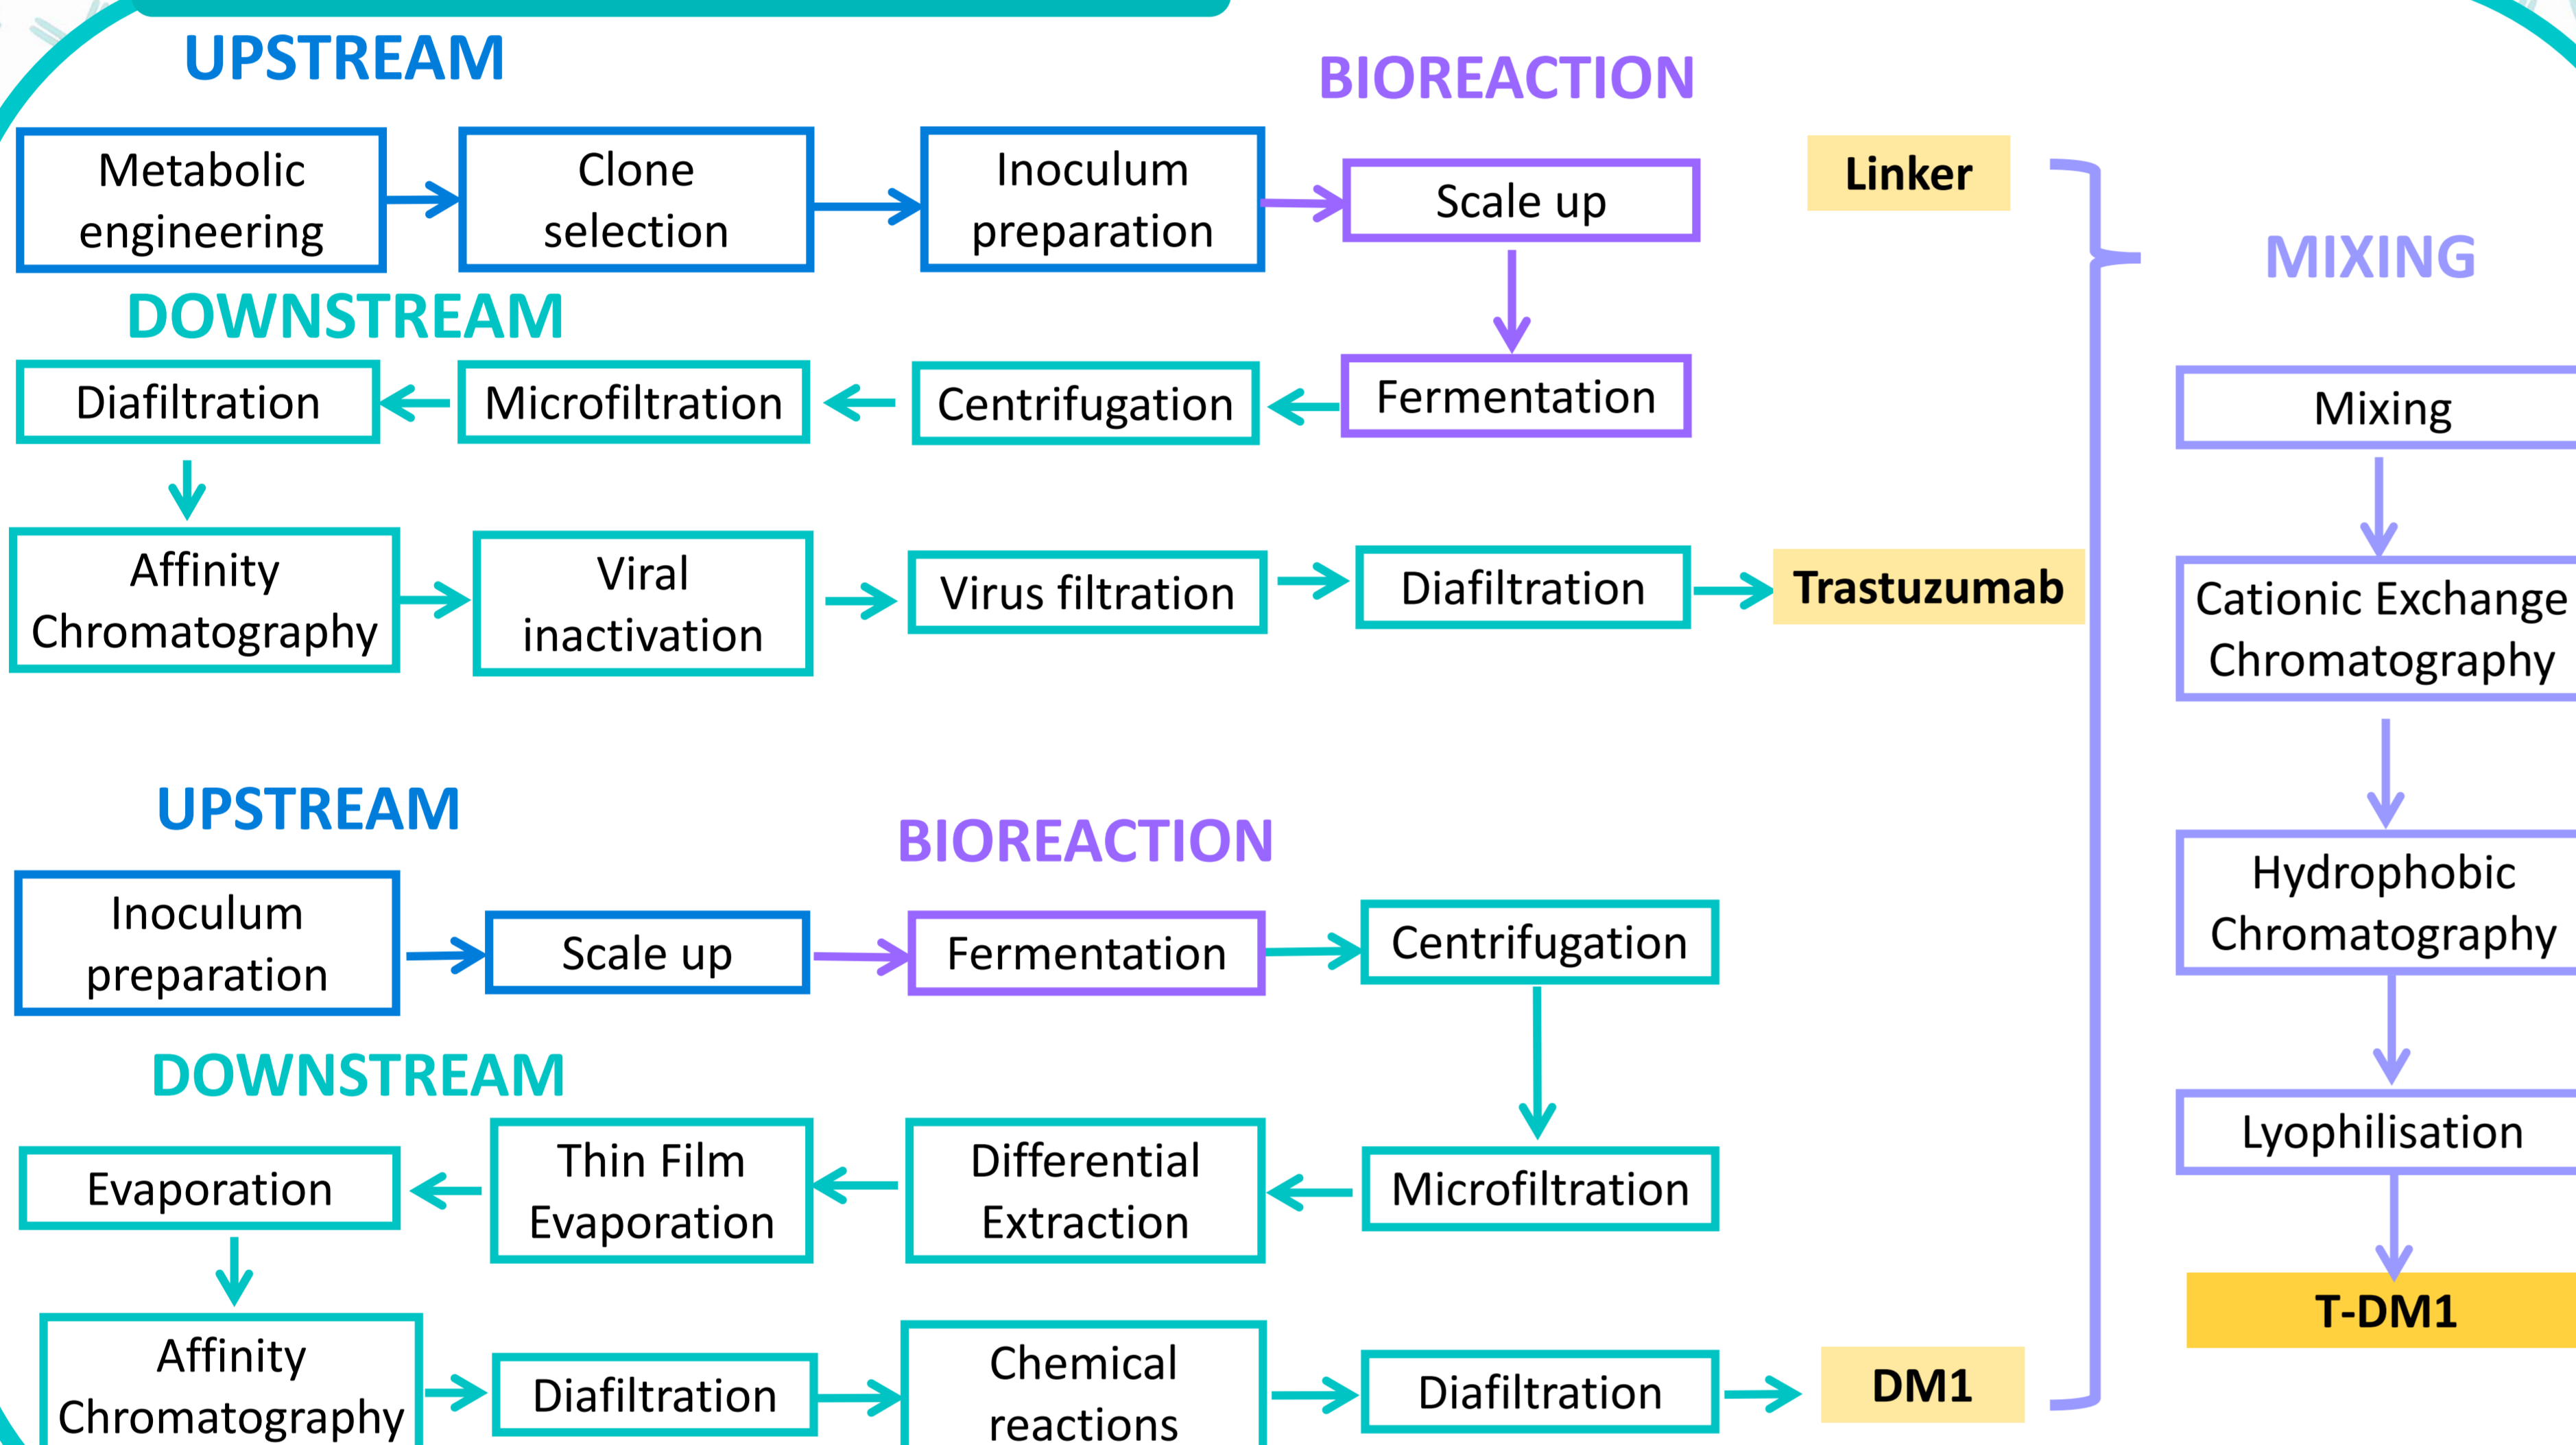 UPSTREAM
BIOREACTION
Metabolic
engineering
Clone
selection
Inoculum
preparation
Scale up
Linker
MIXING
DOWNSTREAM
Diafiltration
Microfiltration
Centrifugation
Fermentation
Mixing
Affinity
Chromatography
Viral
inactivation
Virus filtration
Diafiltration
Trastuzumab
Cationic Exchange
Chromatography
UPSTREAM
BIOREACTION
Inoculum
preparation
Scale up
Fermentation
Centrifugation
Hydrophobic
Chromatography
DOWNSTREAM
Evaporation
Thin Film
Evaporation
Differential
Extraction
Microfiltration
Lyophilisation
Affinity
Chromatography
Diafiltration
Chemical
reactions
Diafiltration
DM1
T-DM1